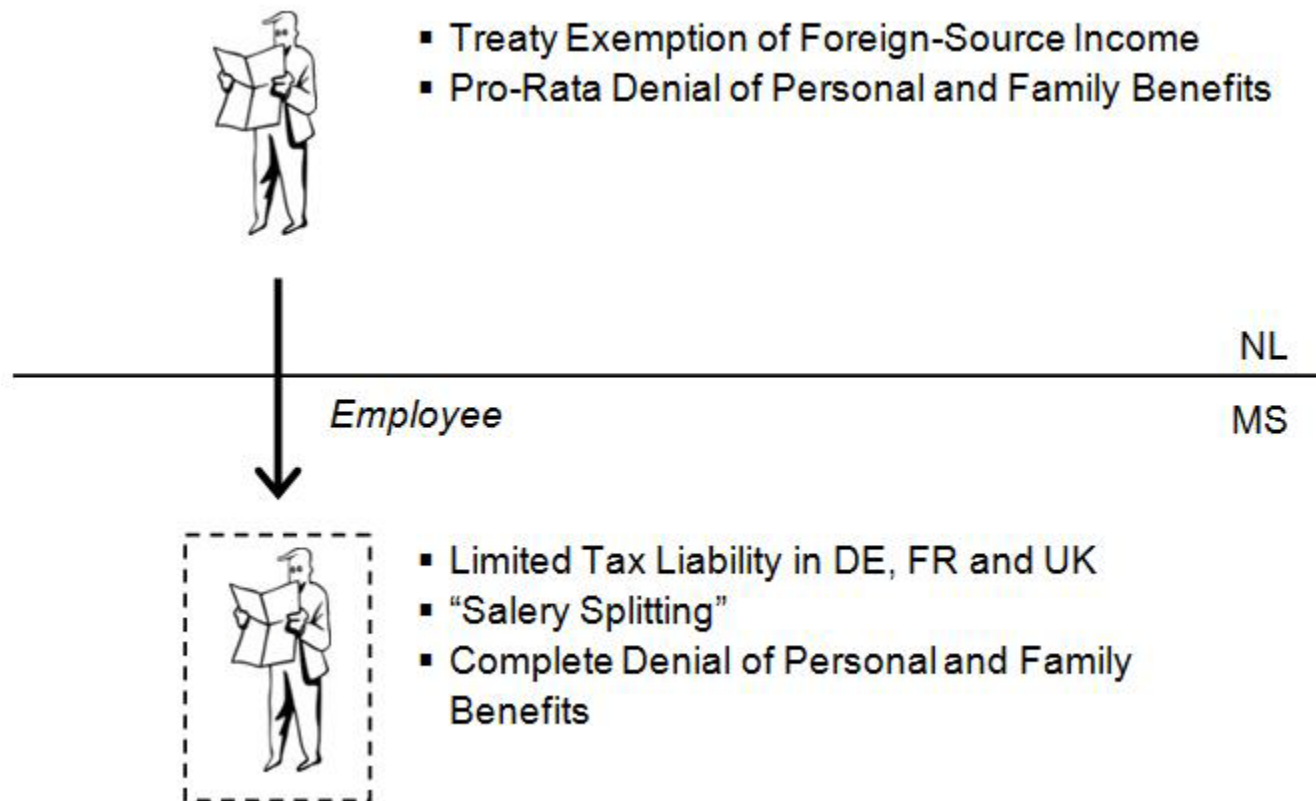 ▪ Treaty Exemption of Foreign-Source Income
▪ Pro-Rata Denial of Personal and Family Benefits
NL
Employee
MS
▪ Limited Tax Liability in DE, FR and UK
▪ “Salery Splitting”
▪ Complete Denial of Personal and Family
Benefits